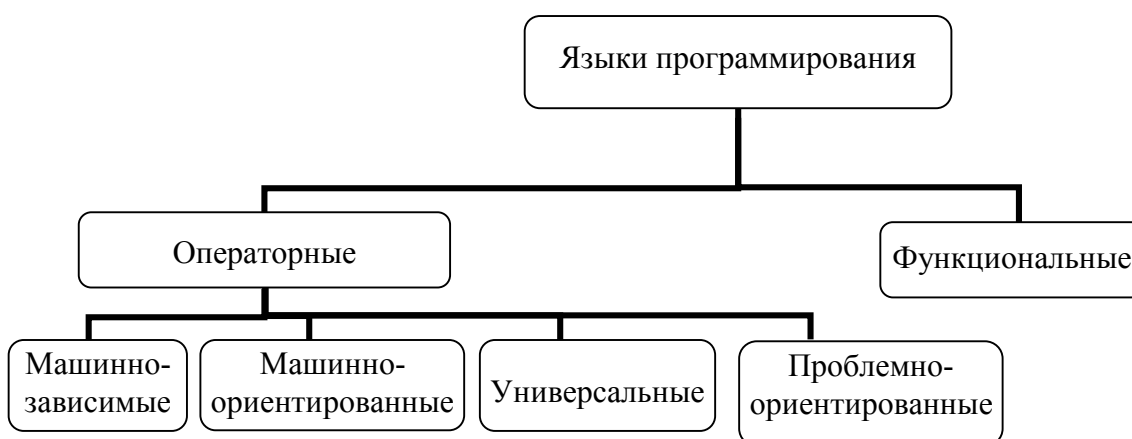 Языки программирования
Операторные
Функциональные
Машинно-
зависимые
Машинно-
ориентированные
Универсальные
Проблемно-
ориентированные